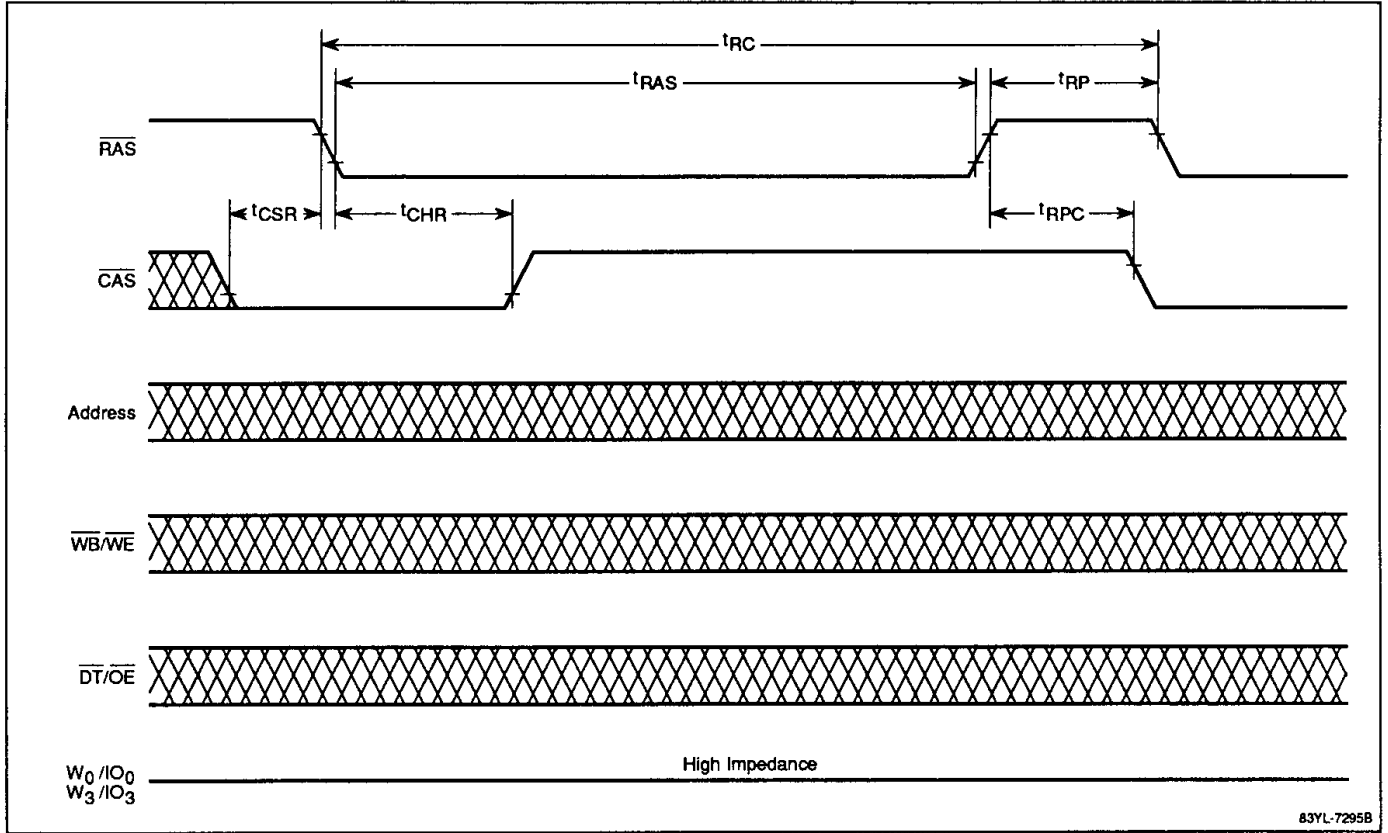 tRC
tRAS
tRP
RAS
tCSR
tCHR
tRPC
CAS
Address
WB/WE
DT/OE
High Impedance
W0/IO0
W3/IO3
83YL-7295B